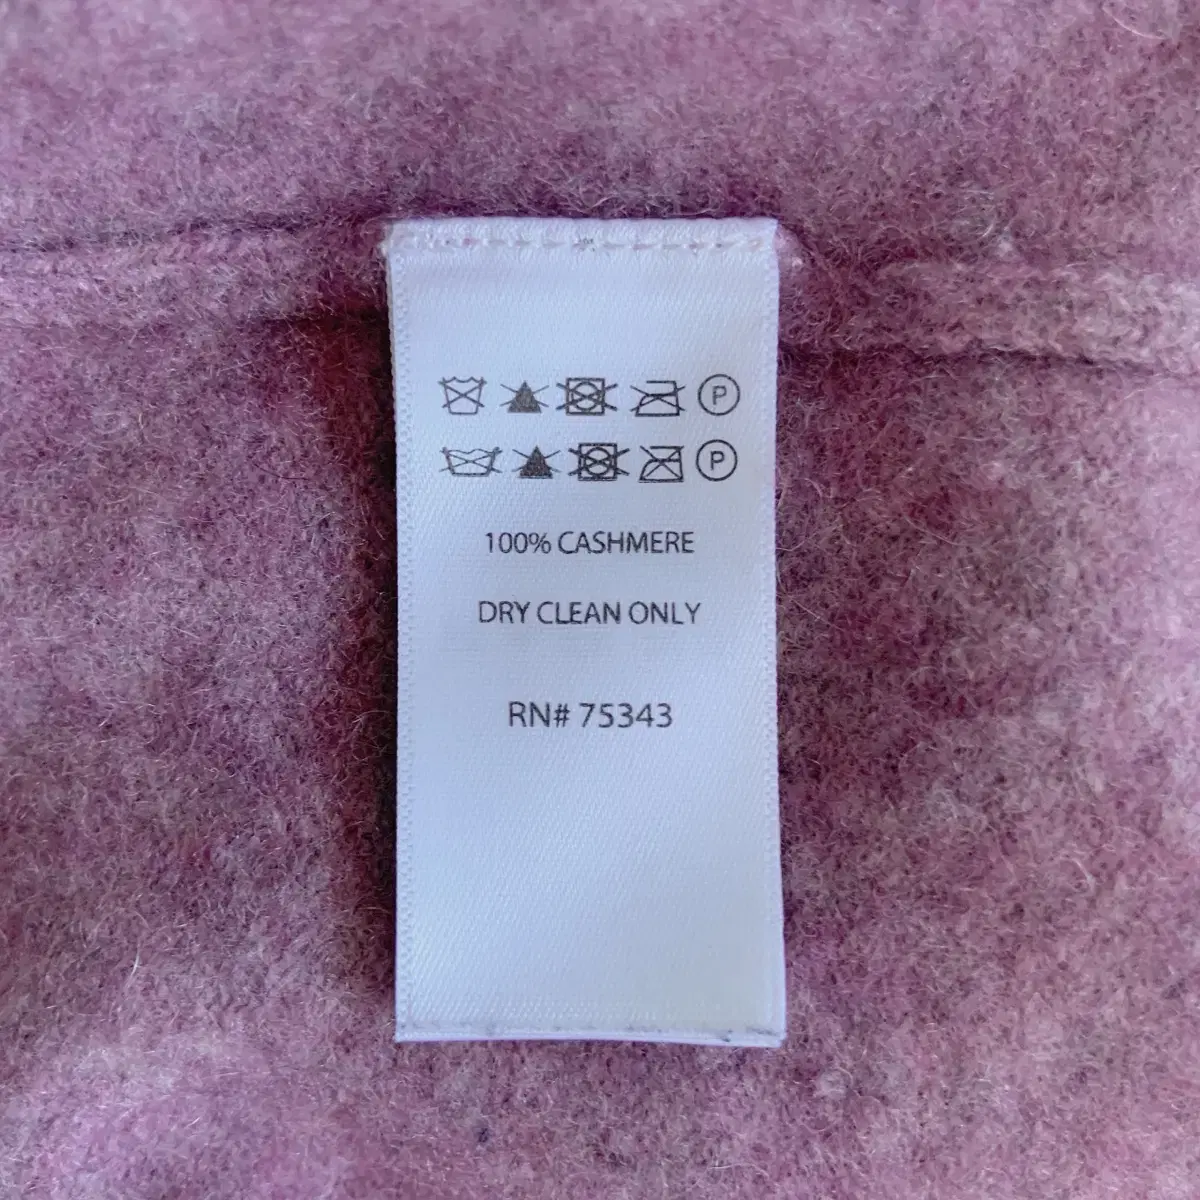 P
P
100% CASHMERE
DRY CLEAN ONLY
RN# 75343